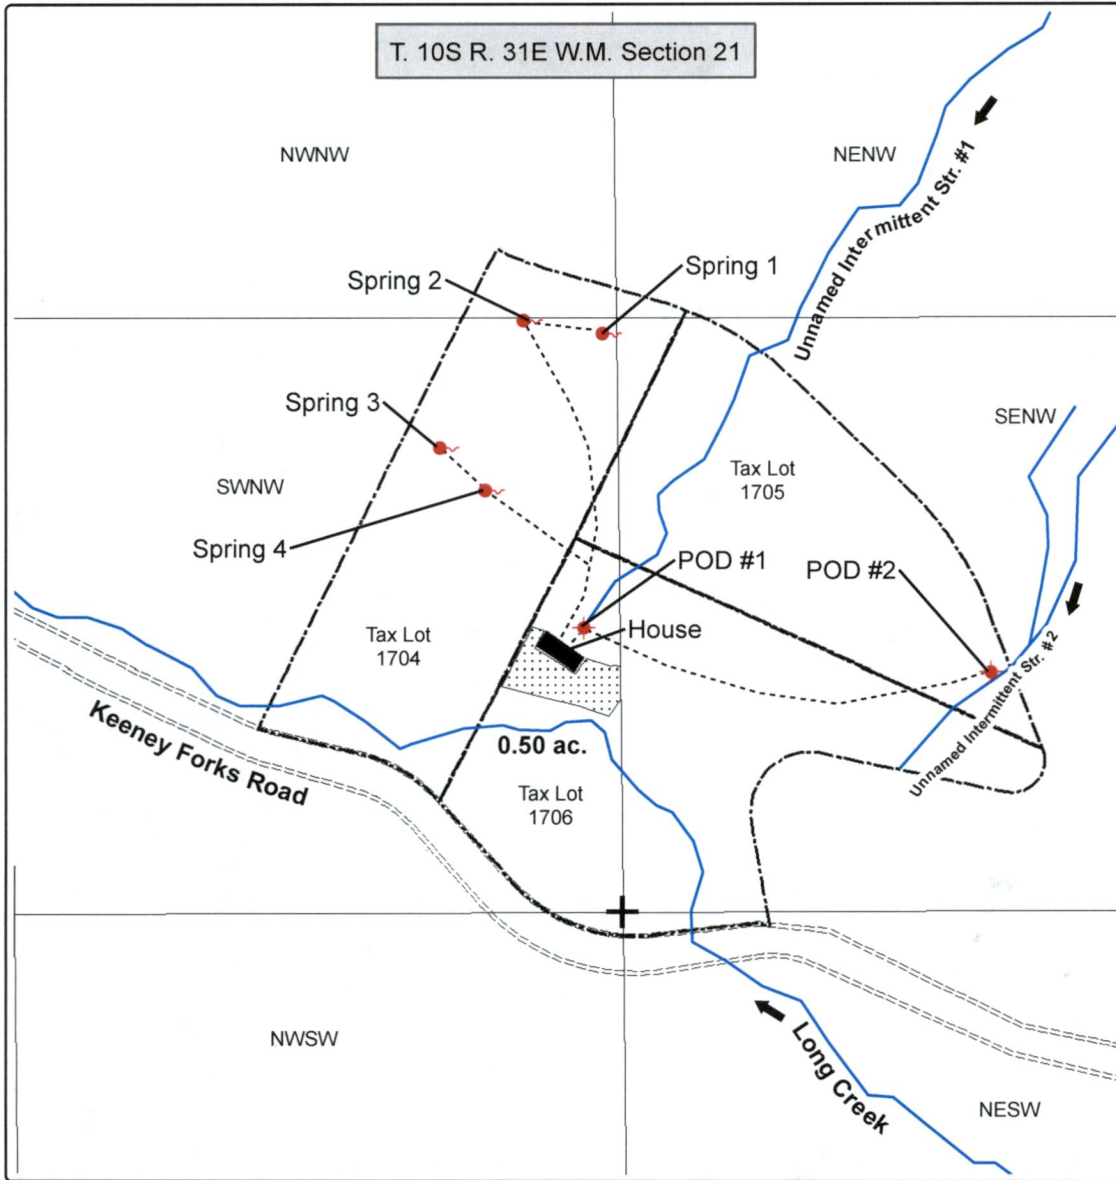 T. 10S R. 31E W.M. Section 21
NWNW
NENW
Unnamed Intermittent Str. #1
Spring 2
Spring 1
Spring 3
SENW
SWNW
Tax Lot
1705
Spring 4
POD #1
POD #2
House
Tax Lot
1704
Unnamed Intermittent Str. #2
Keeney Forks Road
0.50 ac.
Tax Lot
1706
NWSW
Long Creek
NESW